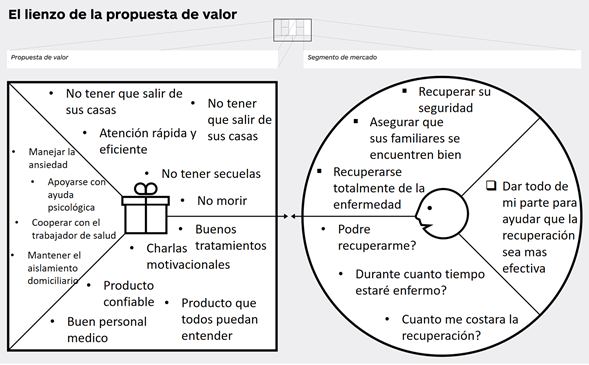 El lienzo de la propuesta de valor
Propuesta de valor
Segmento de mercado
• No tener que salir de
sus casas
• No tener
que salir de
sus casas
• Atención rápida y
eficiente
• No tener secuelas
• No morir
• Manejar la
ansiedad
• Apoyarse con
ayuda
psicológica
• Cooperar con el
trabajador de salud
• Mantener el
aislamiento
domiciliario
• Buenos
tratamientos
• Charlas
motivacionales
• Producto
confiable
• Producto que
todos puedan
entender
• Buen personal
medico
▪ Recuperar su
seguridad
▪ Asegurar que
sus familiares se
encuentren bien
▪ Recuperarse
totalmente de la
enfermedad
❑ Dar todo de
mi parte para
ayudar que la
recuperación
sea mas
efectiva
• Podre
recuperarme?
• Durante cuanto tiempo
estaré enfermo?
• Cuanto me costara la
recuperación?